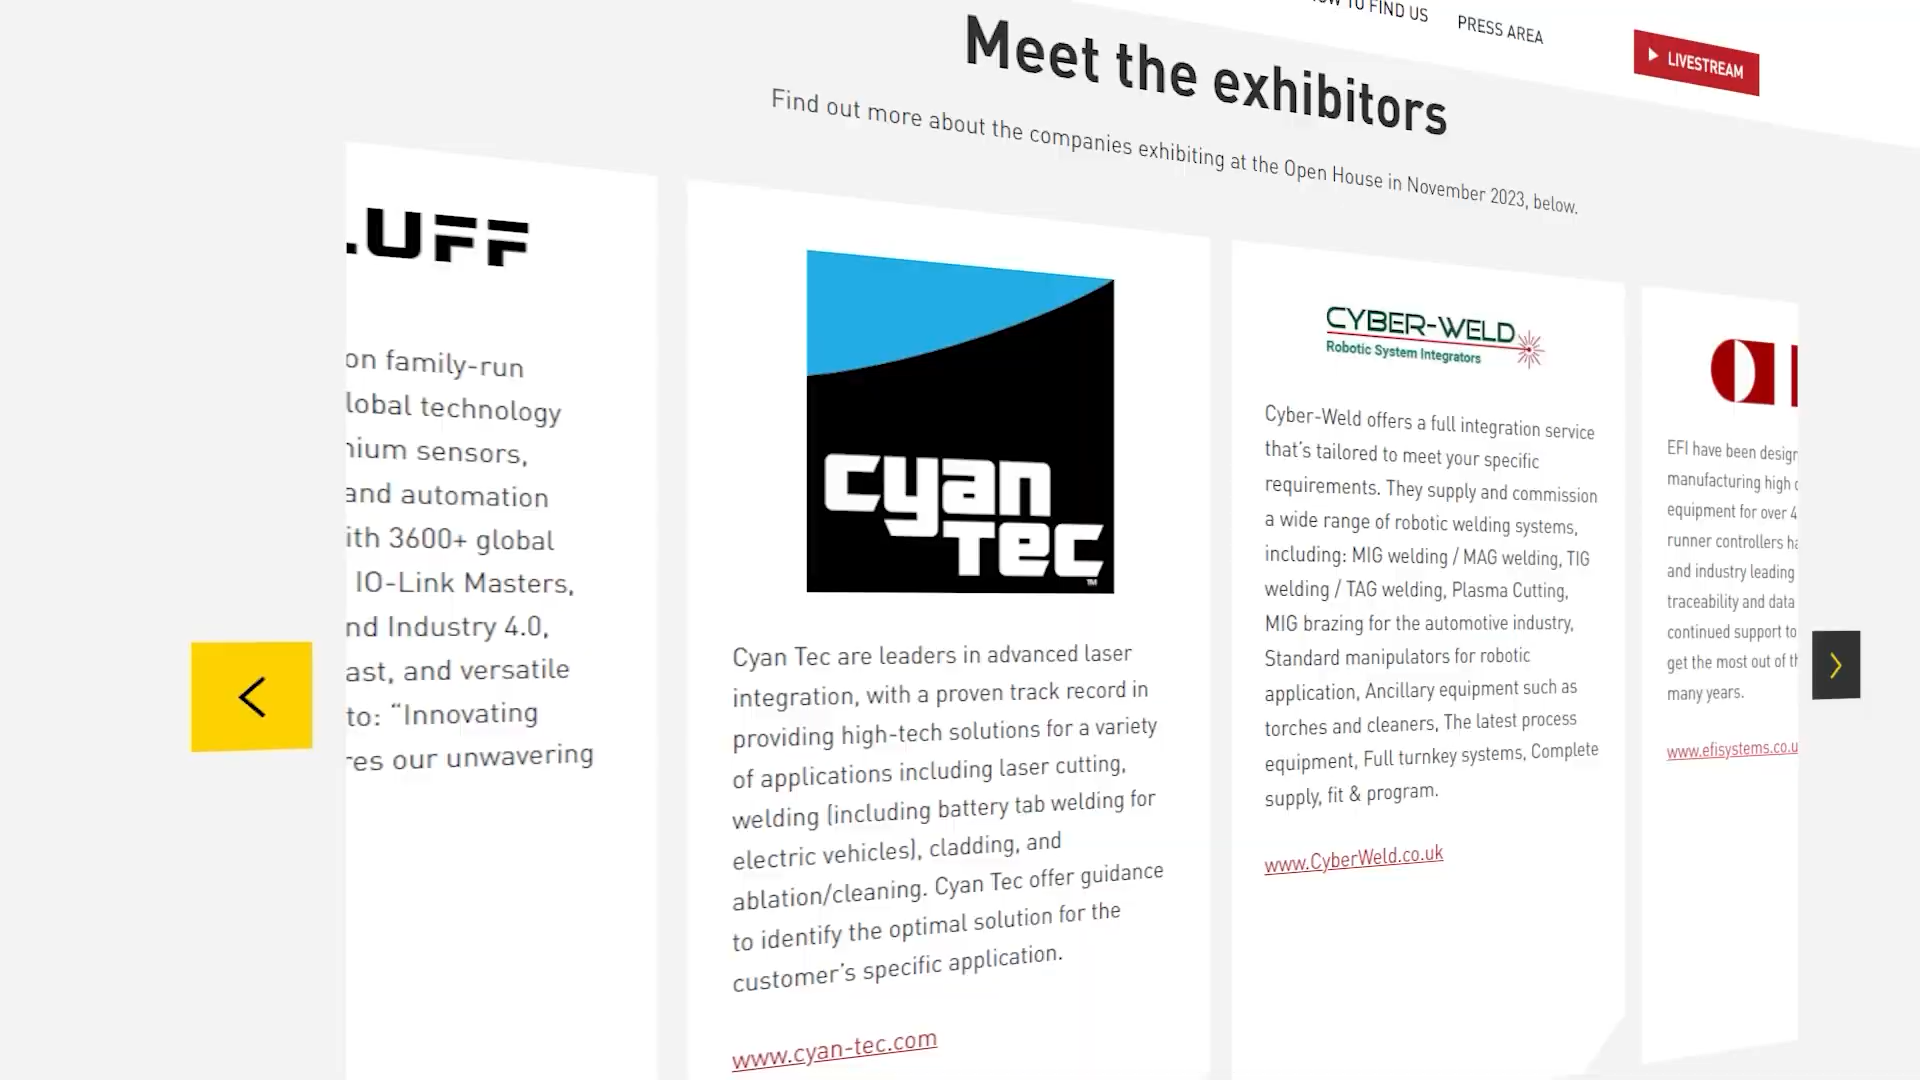 TO FIND US
PRESS AREA
LIVESTREAM
Meet the exhibitors
Find out more about the companies exhibiting at the Open House in November 2023, below.
.UFF
on family-run
lobal technology
nium sensors,
and automation
ith 3600+ global
IO-Link Masters,
nd Industry 4.0,
ast, and versatile
to: “Innovating
res our unwavering
cyan
Tec
™
Cyan Tec are leaders in advanced laser
integration, with a proven track record in
providing high-tech solutions for a variety
of applications including laser cutting,
welding (including battery tab welding for
electric vehicles), cladding, and
ablation/cleaning. Cyan Tec offer guidance
to identify the optimal solution for the
customer’s specific application.
www.cyan-tec.com
CYBER-WELD
Robotic System Integrators
Cyber-Weld offers a full integration service
that’s tailored to meet your specific
requirements. They supply and commission
a wide range of robotic welding systems,
including: MIG welding / MAG welding, TIG
welding / TAG welding, Plasma Cutting,
MIG brazing for the automotive industry,
Standard manipulators for robotic
application, Ancillary equipment such as
torches and cleaners, The latest process
equipment, Full turnkey systems, Complete
supply, fit & program.
www.CyberWeld.co.uk
EFI have been design
manufacturing high
equipment for over 4
runner controllers ha
and industry leading
traceability and data
continued support to
get the most out of th
many years.
www.efisystems.co.u